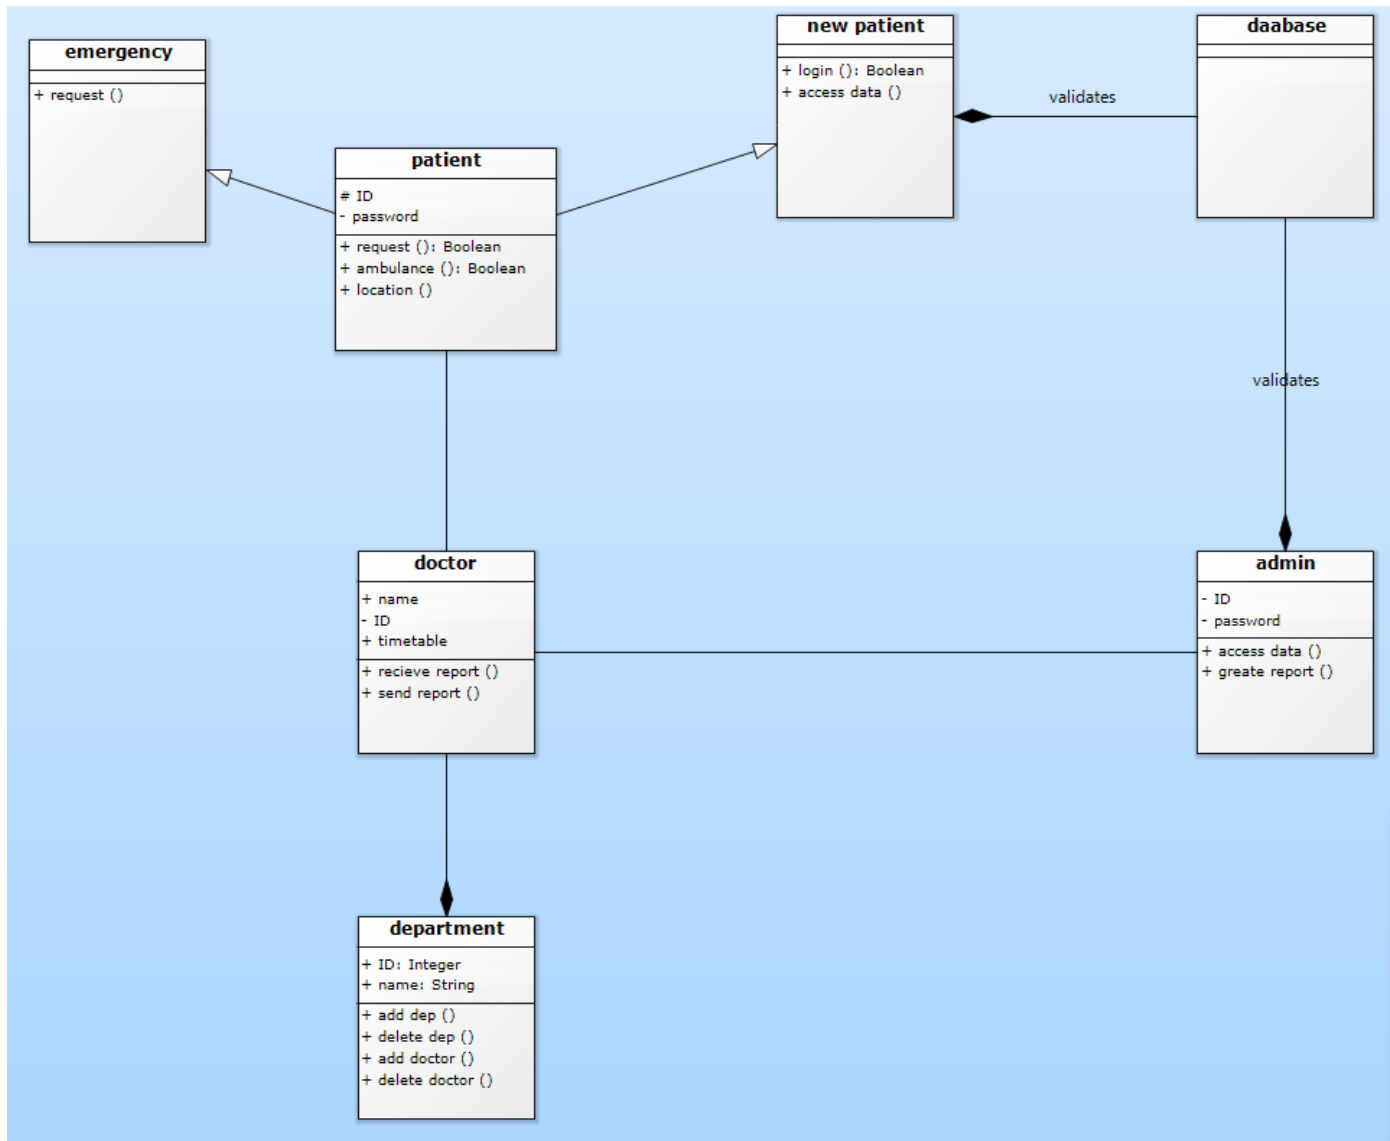 emergency
+ request ()
new patient
+ login (): Boolean
+ access data ()
daabase
validates
patient
# ID
- password
+ request (): Boolean
+ ambulance (): Boolean
+ location ()
validates
doctor
+ name
- ID
+ timetable
+ recieve report ()
+ send report ()
admin
- ID
- password
+ access data ()
+ greate report ()
department
+ ID: Integer
+ name: String
+ add dep ()
+ delete dep ()
+ add doctor ()
+ delete doctor ()